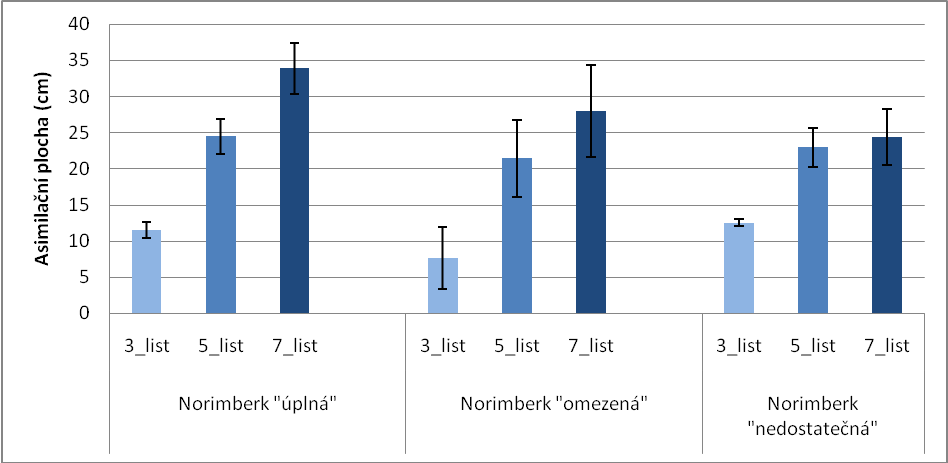 40
35
30
25
20
15
10
5
0
Asimilační plocha (cm)
3_list 5_list 7_list 3_list 5_list 7_list 3_list 5_list 7_list
Norimberk "úplná" Norimberk "omezená" Norimberk
"nedostatečná"